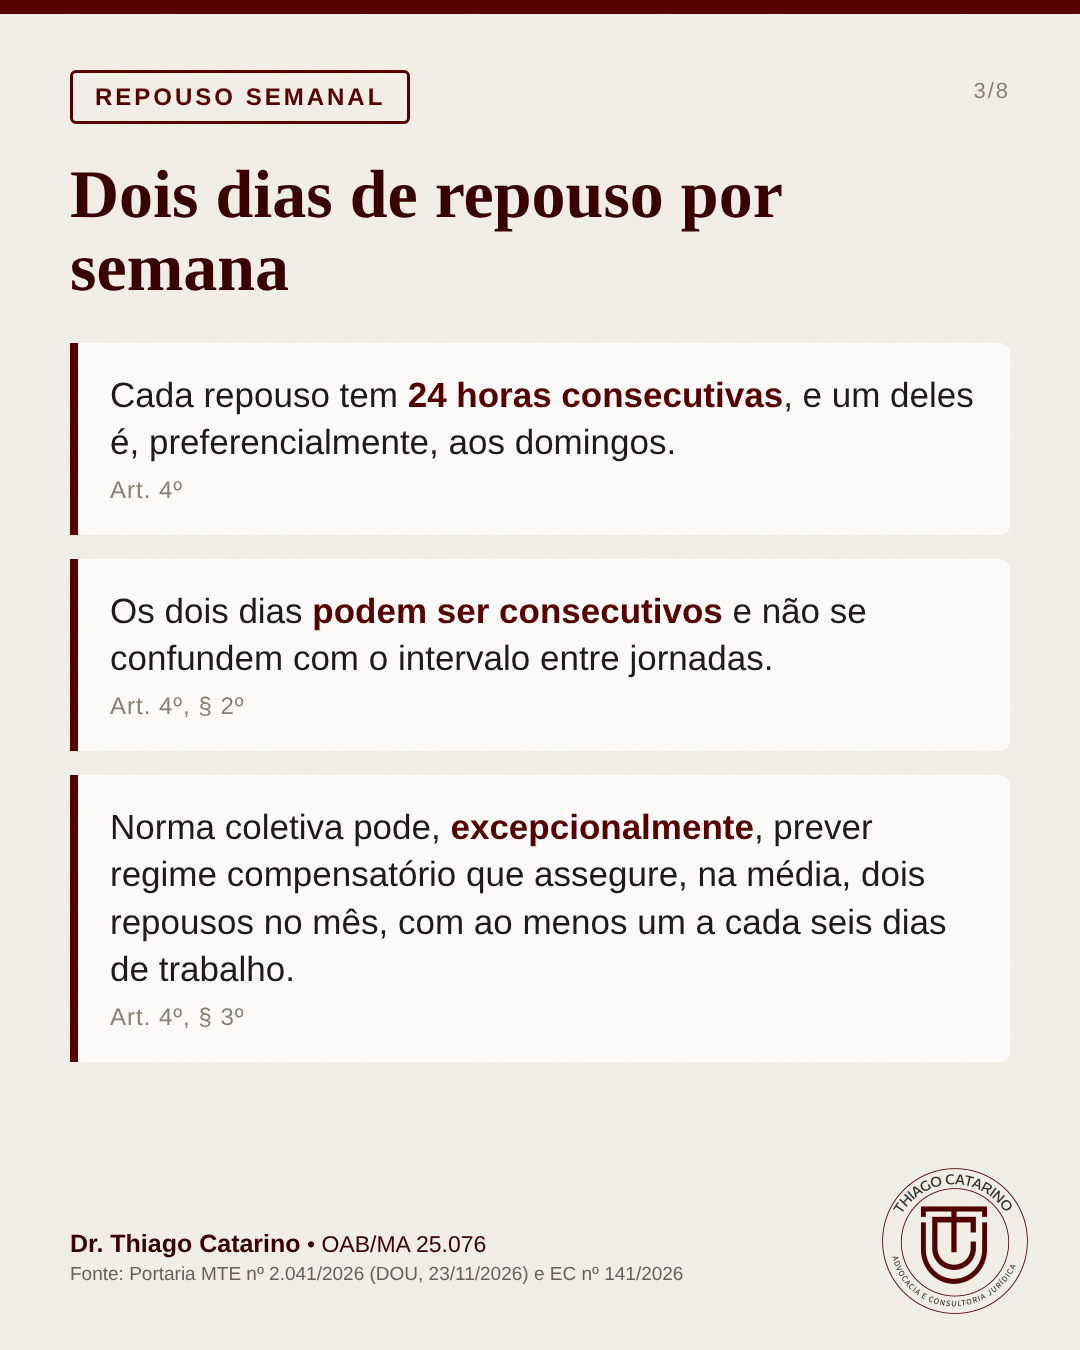 REPOUSO SEMANAL
3/8
Dois dias de repouso por
semana
Cada repouso tem 24 horas consecutivas, e um deles
é, preferencialmente, aos domingos.
Art. 4º
Os dois dias podem ser consecutivos e não se
confundem com o intervalo entre jornadas.
Art. 4º, § 2º
Norma coletiva pode, excepcionalmente, prever
regime compensatório que assegure, na média, dois
repousos no mês, com ao menos um a cada seis dias
de trabalho.
Art. 4º, § 3º
Dr. Thiago Catarino • OAB/MA 25.076
Fonte: Portaria MTE nº 2.041/2026 (DOU, 23/11/2026) e EC nº 141/2026
THIAGO CATARINO
ADVOCACIA E CONSULTORIA JURÍDICA